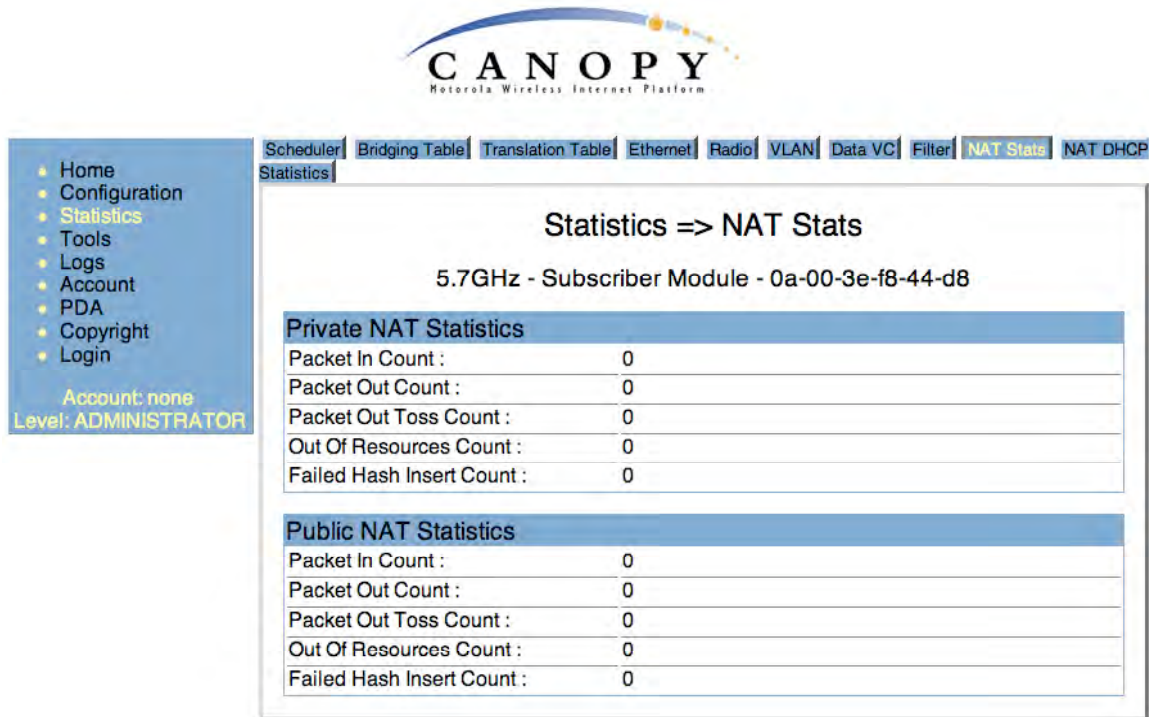 CANOPY
Motorola Wireless Internet Platform
Home
Configuration
Statistics
Tools
Logs
Account
PDA
Copyright
Login
Account: none
Level: ADMINISTRATOR
Scheduler Bridging Table Translation Table Ethernet Radio VLAN Data VC Filter NAT Stats NAT DHCP
Statistics
Statistics => NAT Stats
5.7GHz - Subscriber Module - 0a-00-3e-f8-44-d8
Private NAT Statistics
Packet In Count : 0
Packet Out Count : 0
Packet Out Toss Count : 0
Out Of Resources Count : 0
Failed Hash Insert Count : 0
Public NAT Statistics
Packet In Count : 0
Packet Out Count : 0
Packet Out Toss Count : 0
Out Of Resources Count : 0
Failed Hash Insert Count : 0